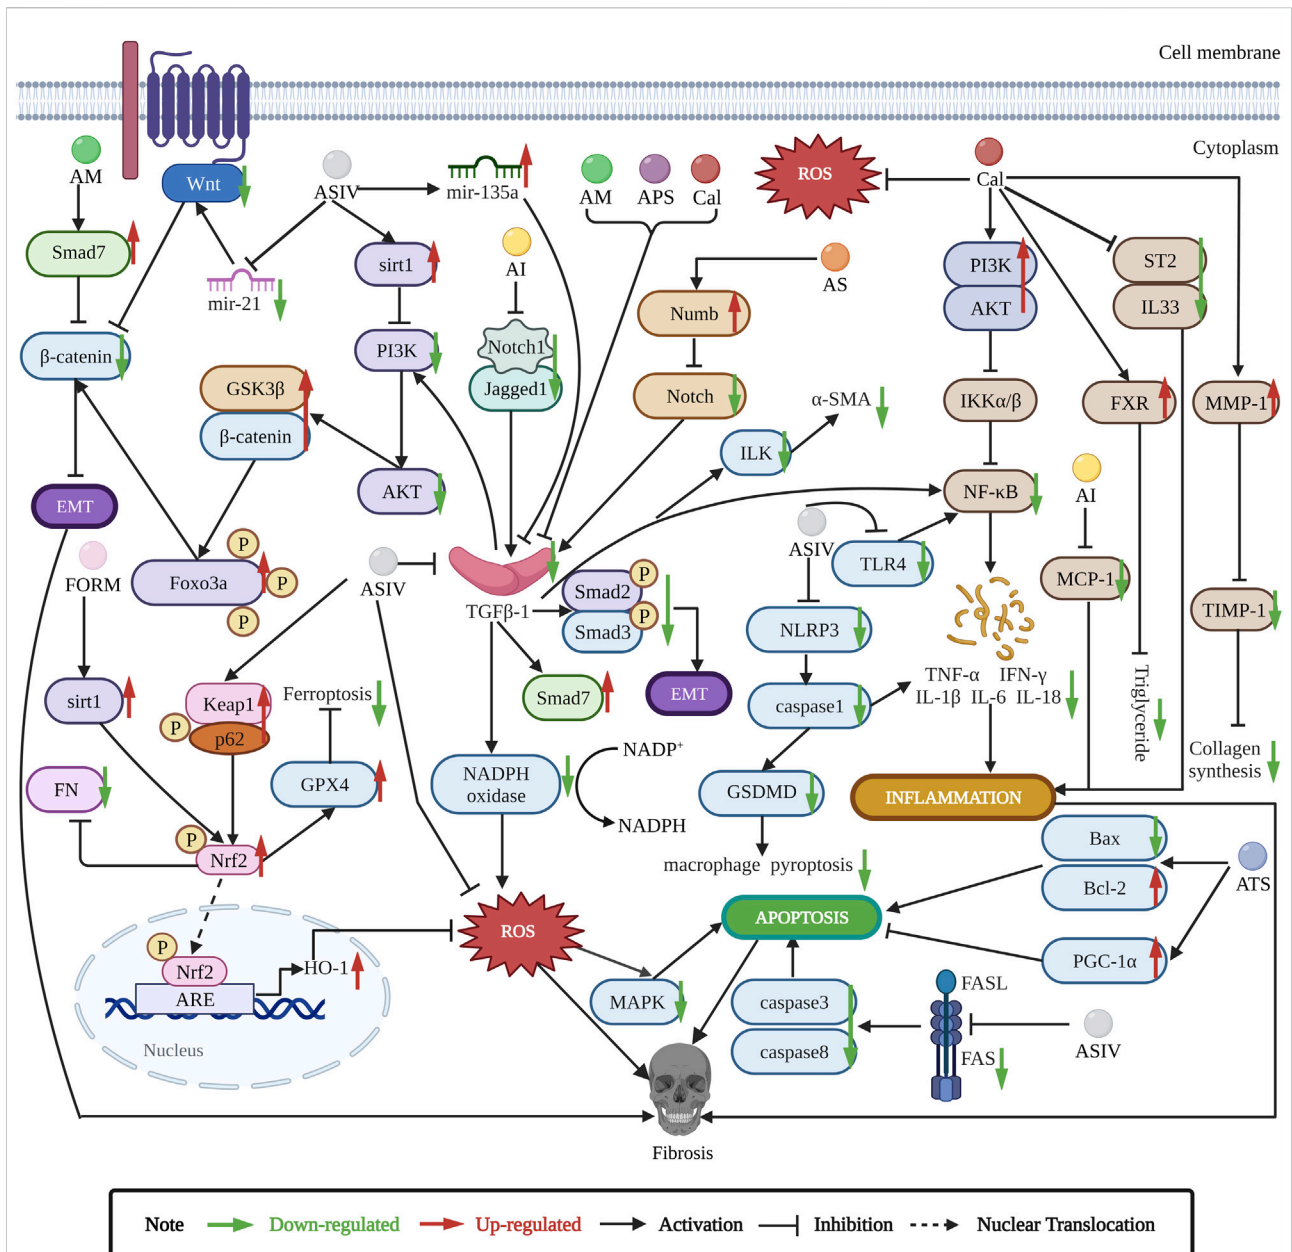 Cell membrane
Cytoplasm
AM
Wnt
ASIV
mir-135a
AM
APS
Cal
ROS
Cal
Smad7
mir-21
sirt1
AI
AS
PI3K
AKT
ST2
IL33
Numb
β-catenin
PI3K
Notch1
Jagged1
Notch
α-SMA
IKKα/β
FXR
MMP-1
GSK3β
β-catenin
ILK
AKT
NF-κB
AI
EMT
ASIV
TLR4
MCP-1
FORM
Foxo3a
P
P
P
ASIV
TGFβ-1
Smad2
Smad3
P
P
NLRP3
TIMP-1
sirt1
Keap1
p62
P
Ferroptosis
Smad7
EMT
caspase1
TNF-α IFN-γ
IL-1β IL-6 IL-18
Triglyceride
Collagen
synthesis
FN
GPX4
NADPH
oxidase
NADP+
NADPH
GSDMD
INFLAMMATION
P
Nrf2
macrophage pyroptosis
Bax
Bcl-2
ATS
APOPTOSIS
ROS
P
Nrf2
ARE
HO-1
PGC-1α
MAPK
caspase3
caspase8
FASL
FAS
ASIV
Nucleus
Fibrosis
Note
Down-regulated
Up-regulated
Activation
Inhibition
Nuclear Translocation